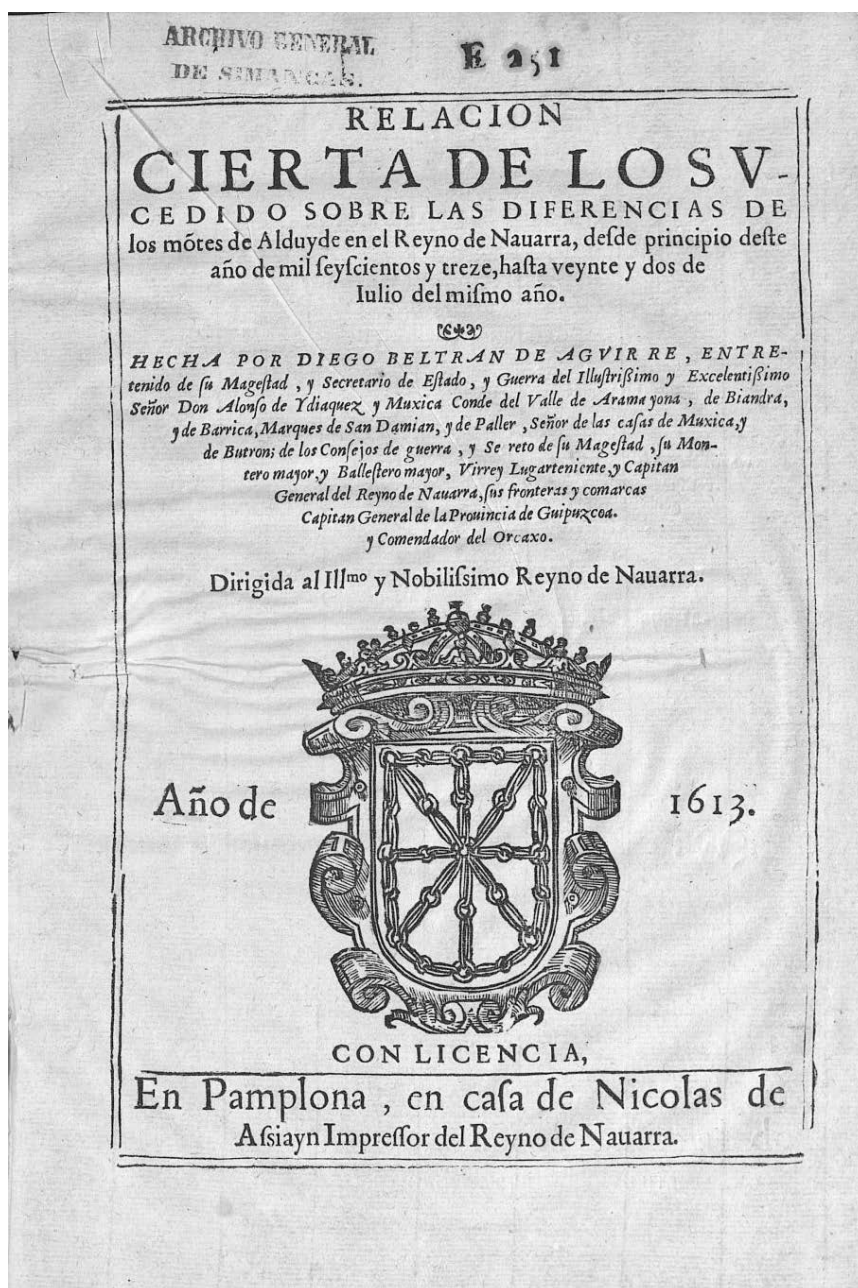 ARCHIVO GENERAL
DE SIMANCAS.
E 251
RELACION
CIERTA DE LO SV-
CEDIDO SOBRE LAS DIFERENCIAS DE
los mõtes de Alduyde en el Reyno de Nauarra, deſde principio deſte
año de mil ſeyſcientos y treze, haſta veynte y dos de
Iulio del miſmo año.
HECHA POR DIEGO BELTRAN DE AGVIRRE, ENTRE-
tenido de ſu Mageſtad, y Secretario de Eſtado, y Guerra del Illuſtriſsimo y Excelentiſsimo
Señor Don Alonſo de Ydiaquez y Muxica Conde del Valle de Aramayona, de Biandra,
y de Barrica, Marques de San Damian, y de Paller, Señor de las caſas de Muxica, y
de Butron; de los Conſejos de guerra, y Se reto de ſu Mageſtad, ſu Mon-
tero mayor, y Balleſtero mayor, Virrey Lugarteniente, y Capitan
General del Reyno de Nauarra, ſus fronteras y comarcas
Capitan General de la Prouincia de Guipuzcoa.
y Comendador del Orcaxo.
Dirigida al Illᵐᵒ y Nobiliſsimo Reyno de Nauarra.
Año de 1613.
CON LICENCIA,
En Pamplona, en caſa de Nicolas de
Aſsiayn Impreſſor del Reyno de Nauarra.